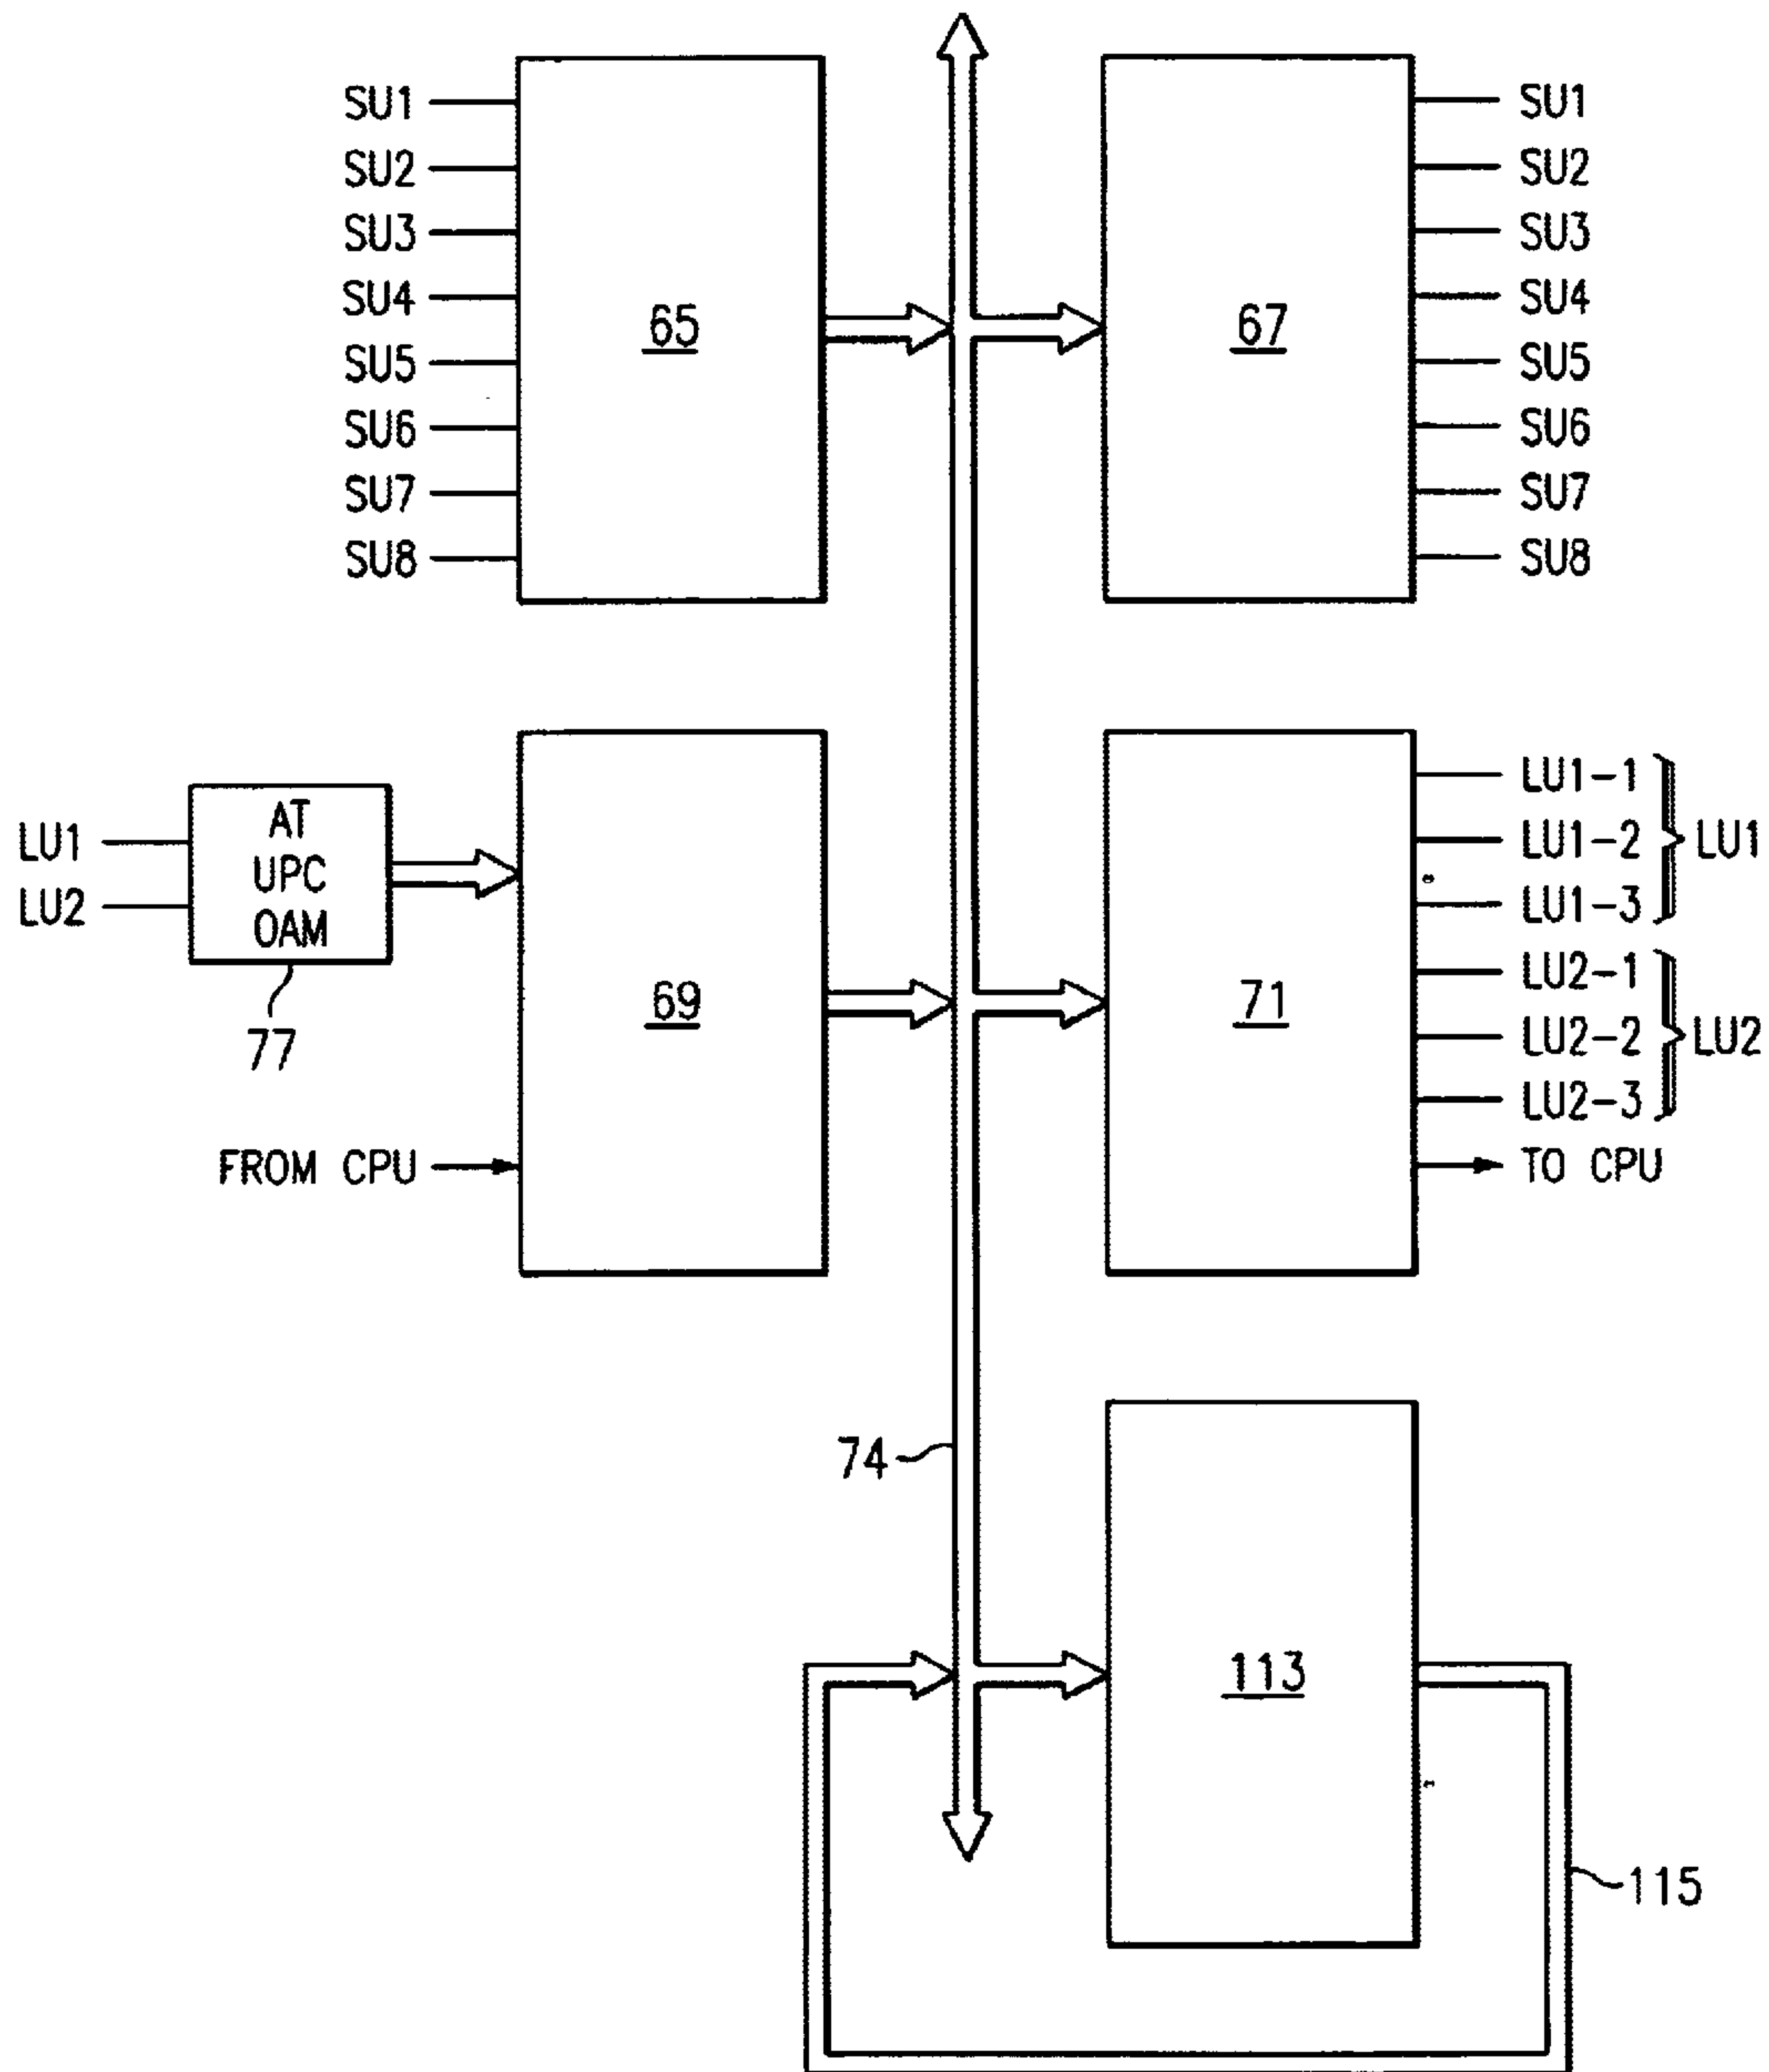 SU1
SU2
SU3
SU4
SU5
SU6
SU7
SU8
65
67
SU1
SU2
SU3
SU4
SU5
SU6
SU7
SU8
LU1
LU2
AT
UPC
OAM
77
FROM CPU
69
71
LU1-1
LU1-2
LU1-3
LU1
LU2-1
LU2-2
LU2-3
LU2
TO CPU
74
113
115